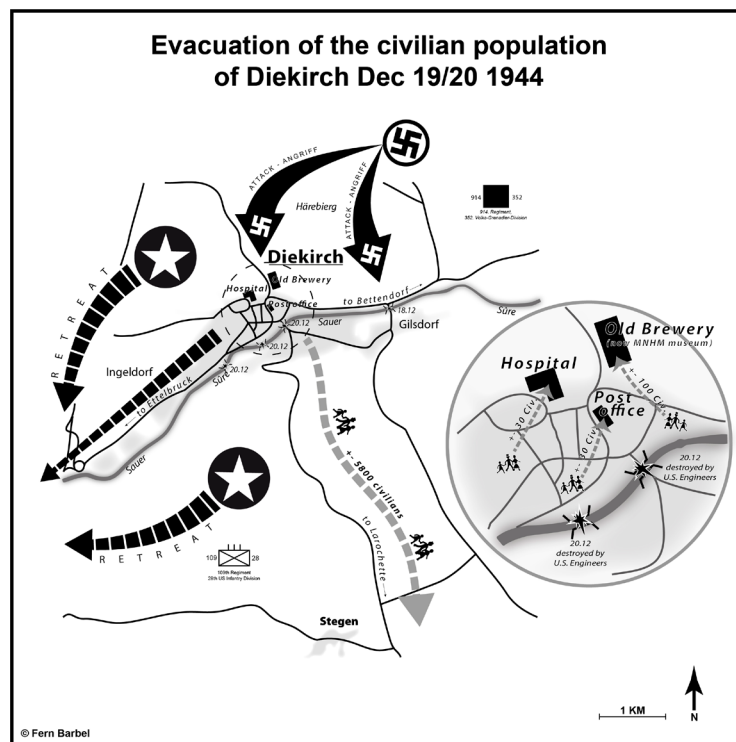 Evacuation of the civilian population
of Diekirch Dec 19/20 1944
ATTACK - ANGRIFF
ATTACK - ANGRIFF
Härebierg
914 352
914. Regiment
352. Volks-Grenadier-Division
Diekirch
Old Brewery
Hospital
Post office
to Bettendorf
Sûre
18.12
20.12
Sauer
Gilsdorf
20.12
20.12
RETREAT
Ingeldorf
to Ettelbruck
Sûre
Sauer
+- 5800 civilians
to Larochette
RETREAT
109 28
109th Regiment
28th US Infantry Division
Stegen
Old Brewery
(now MNHM museum)
Hospital
Post
office
+- 100 Civ
+- 30 Civ
+- 30 Civ
20.12
destroyed by
U.S. Engineers
20.12
destroyed by
U.S. Engineers
1 KM
N
© Fern Barbel